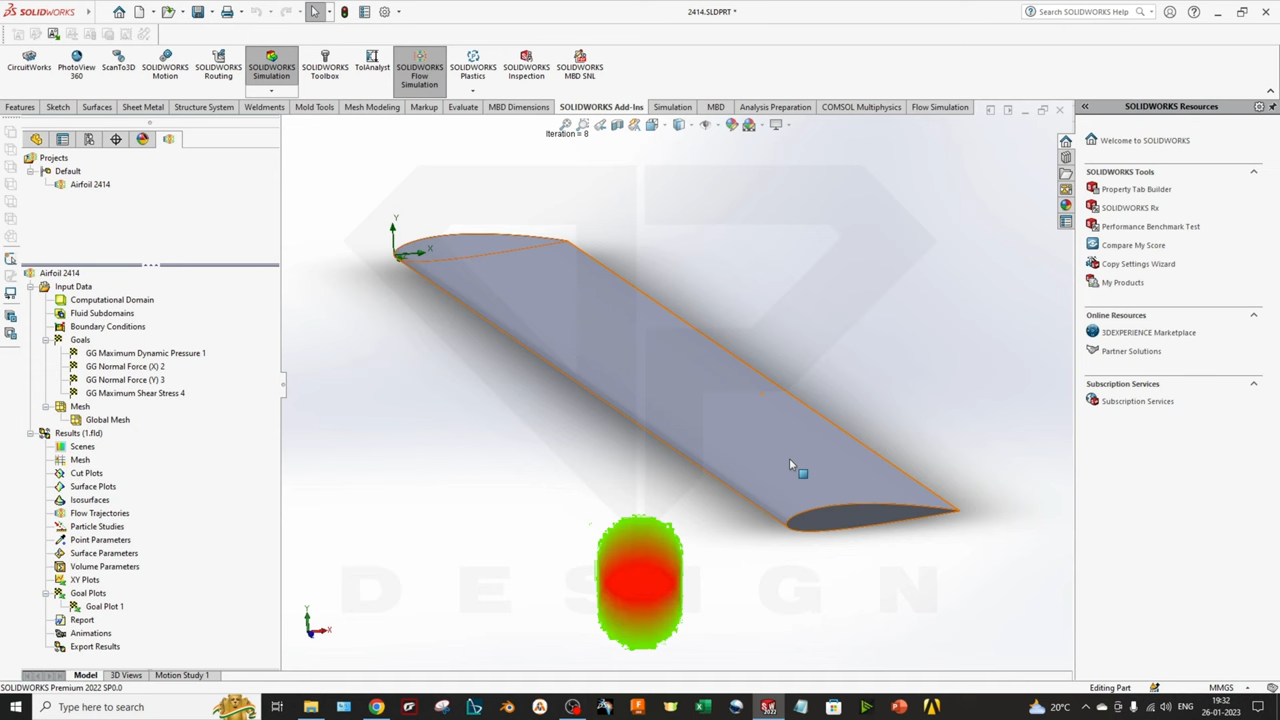 SOLIDWORKS
2414.SLDPRT *
Search SOLIDWORKS Help
CircuitWorks
PhotoView 360
ScanTo3D
SOLIDWORKS Motion
SOLIDWORKS Routing
SOLIDWORKS Simulation
SOLIDWORKS Toolbox
TolAnalyst
SOLIDWORKS Flow Simulation
SOLIDWORKS Plastics
SOLIDWORKS Inspection
SOLIDWORKS MBD SNL
Features Sketch Surfaces Sheet Metal Structure System Weldments Mold Tools Mesh Modeling Markup Evaluate MBD Dimensions SOLIDWORKS Add-Ins Simulation MBD Analysis Preparation COMSOL Multiphysics Flow Simulation
SOLIDWORKS Resources
Iteration = 8
Projects
Default
Airfoil 2414
Airfoil 2414
Input Data
Computational Domain
Fluid Subdomains
Boundary Conditions
Goals
GG Maximum Dynamic Pressure 1
GG Normal Force (X) 2
GG Normal Force (Y) 3
GG Maximum Shear Stress 4
Mesh
Global Mesh
Results (1.fld)
Scenes
Mesh
Cut Plots
Surface Plots
Isosurfaces
Flow Trajectories
Particle Studies
Point Parameters
Surface Parameters
Volume Parameters
XY Plots
Goal Plots
Goal Plot 1
Report
Animations
Export Results
Y
X
DESIGN
Y
X
Welcome to SOLIDWORKS
SOLIDWORKS Tools
Property Tab Builder
SOLIDWORKS Rx
Performance Benchmark Test
Compare My Score
Copy Settings Wizard
My Products
Online Resources
3DEXPERIENCE Marketplace
Partner Solutions
Subscription Services
Subscription Services
Model 3D Views Motion Study 1
SOLIDWORKS Premium 2022 SP0.0
Editing Part
MMGS
Type here to search
20°C
ENG
19:32
26-01-2023